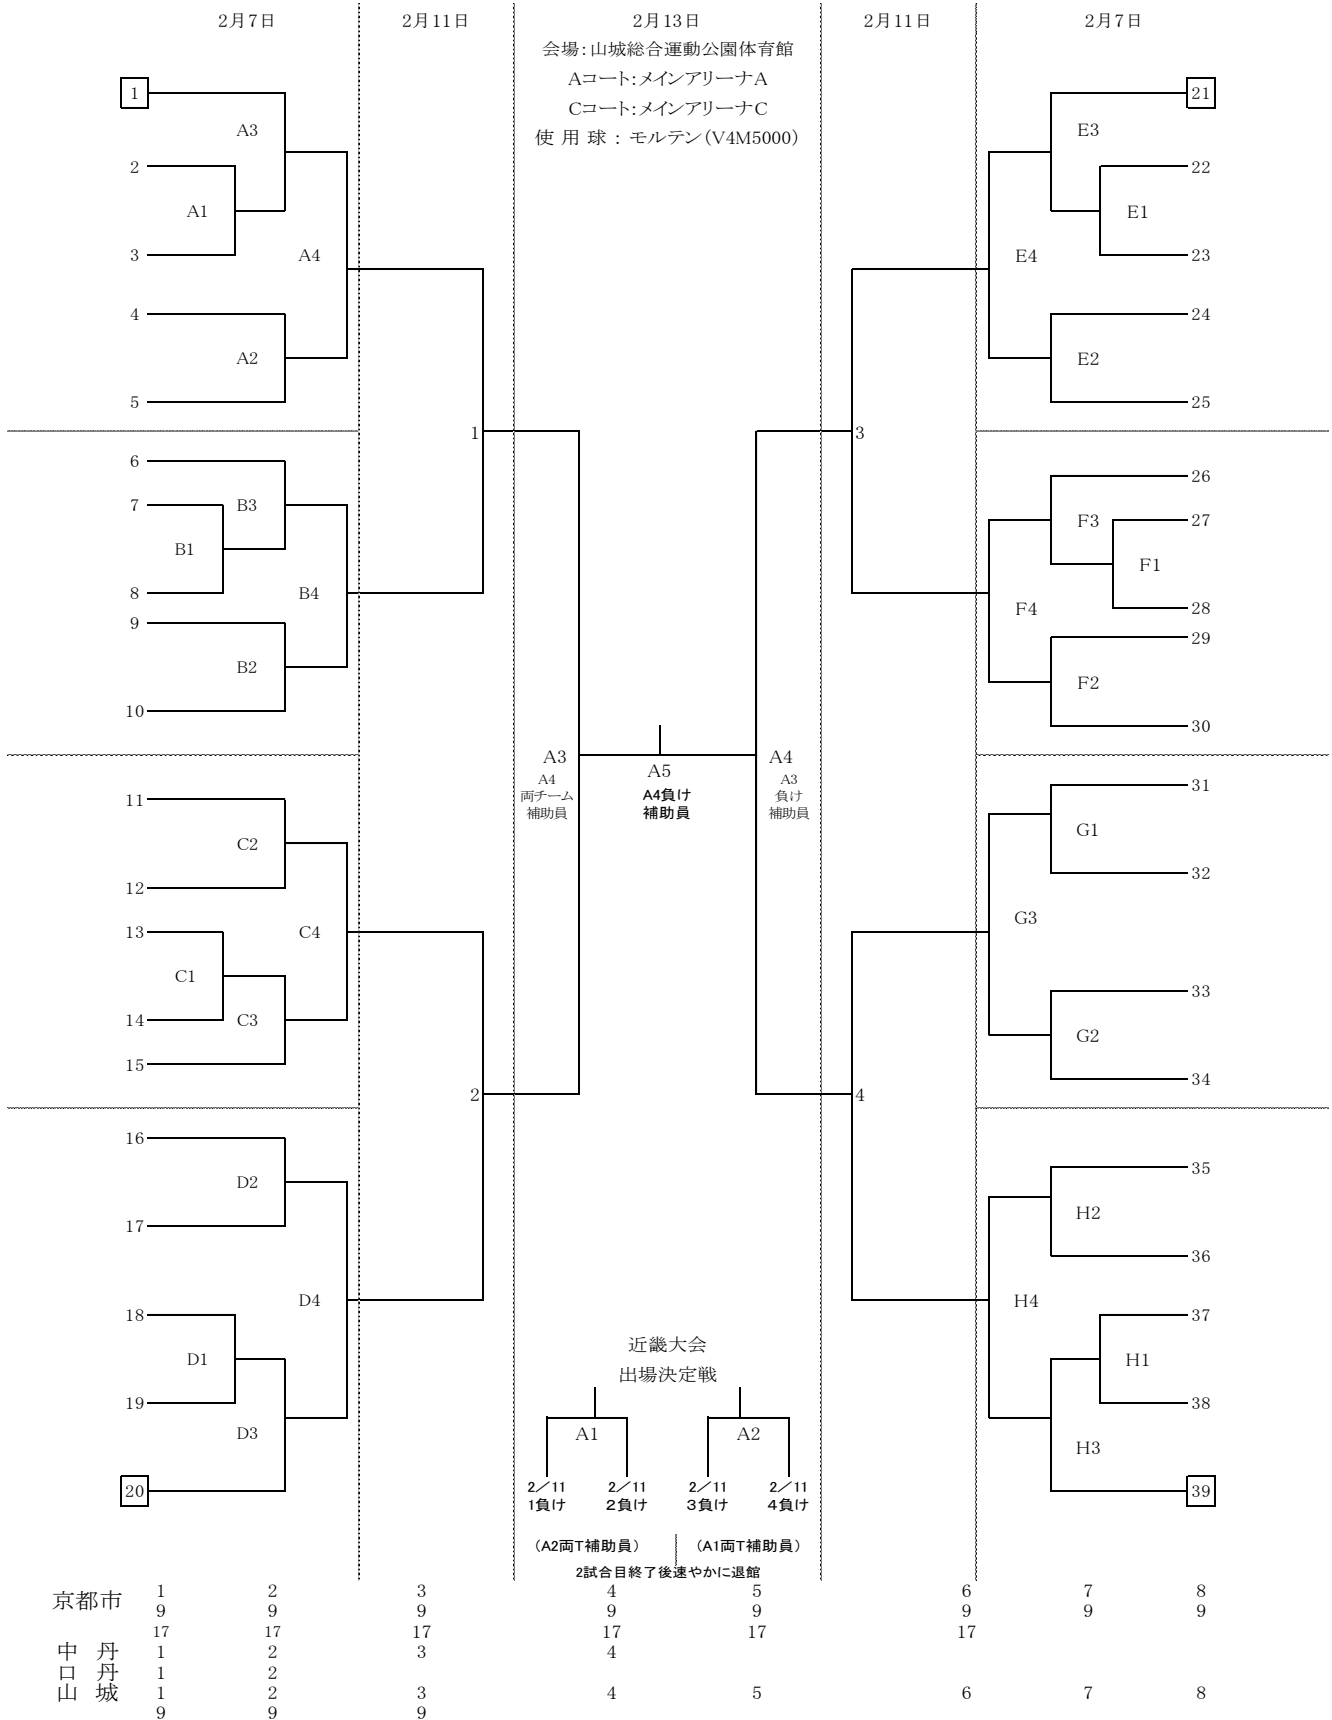 2月7日 2月11日 2月13日 2月11日 2月7日
会場：山城総合運動公園体育館
Aコート：メインアリーナA
Cコート：メインアリーナC
使 用 球 ： モルテン（V4M5000）
1 21
A3 E3
2 22
A1 E1
3 A4 E4 23
4 24
A2 E2
5 25
1 3
6 26
7 B3 F3 27
B1 F1
8 B4 F4 28
9 29
B2 F2
10 30
A3 A5 A4
A4
両チーム
補助員
A4負け
補助員
A3
負け
補助員
31
11
C2 G1
12 32
13 C4 G3
C1
14 C3 33
G2
15
2 4 34
16
35
D2 H2
17 36
D4 H4
18 37
D1 H1
19 38
D3 H3
20 39
近畿大会
出場決定戦
A1 A2
2／11 2／11 2／11 2／11
1負け 2負け 3負け 4負け
（A2両T補助員） （A1両T補助員）
2試合目終了後速やかに退館
京都市 1 2 3 4 5 6 7 8
9 9 9 9 9 9 9 9
17 17 17 17 17 17
中 丹 1 2 3 4
口 丹 1 2
山 城 1 2 3 4 5 6 7 8
9 9 9